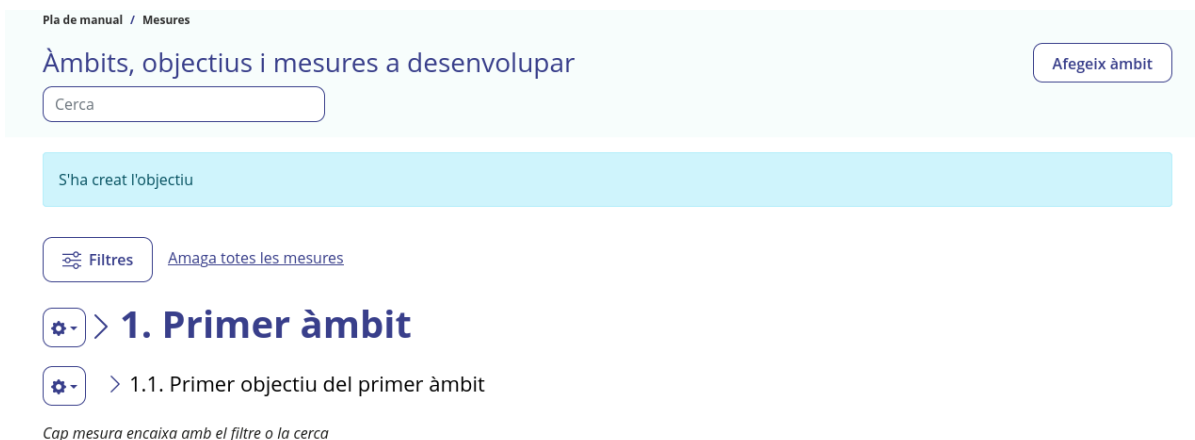 Pla de manual / Mesures
Àmbits, objectius i mesures a desenvolupar
Afegeix àmbit
Cerca
S'ha creat l'objectiu
Filtres Amaga totes les mesures
1. Primer àmbit
1.1. Primer objectiu del primer àmbit
Cap mesura encaixa amb el filtre o la cerca